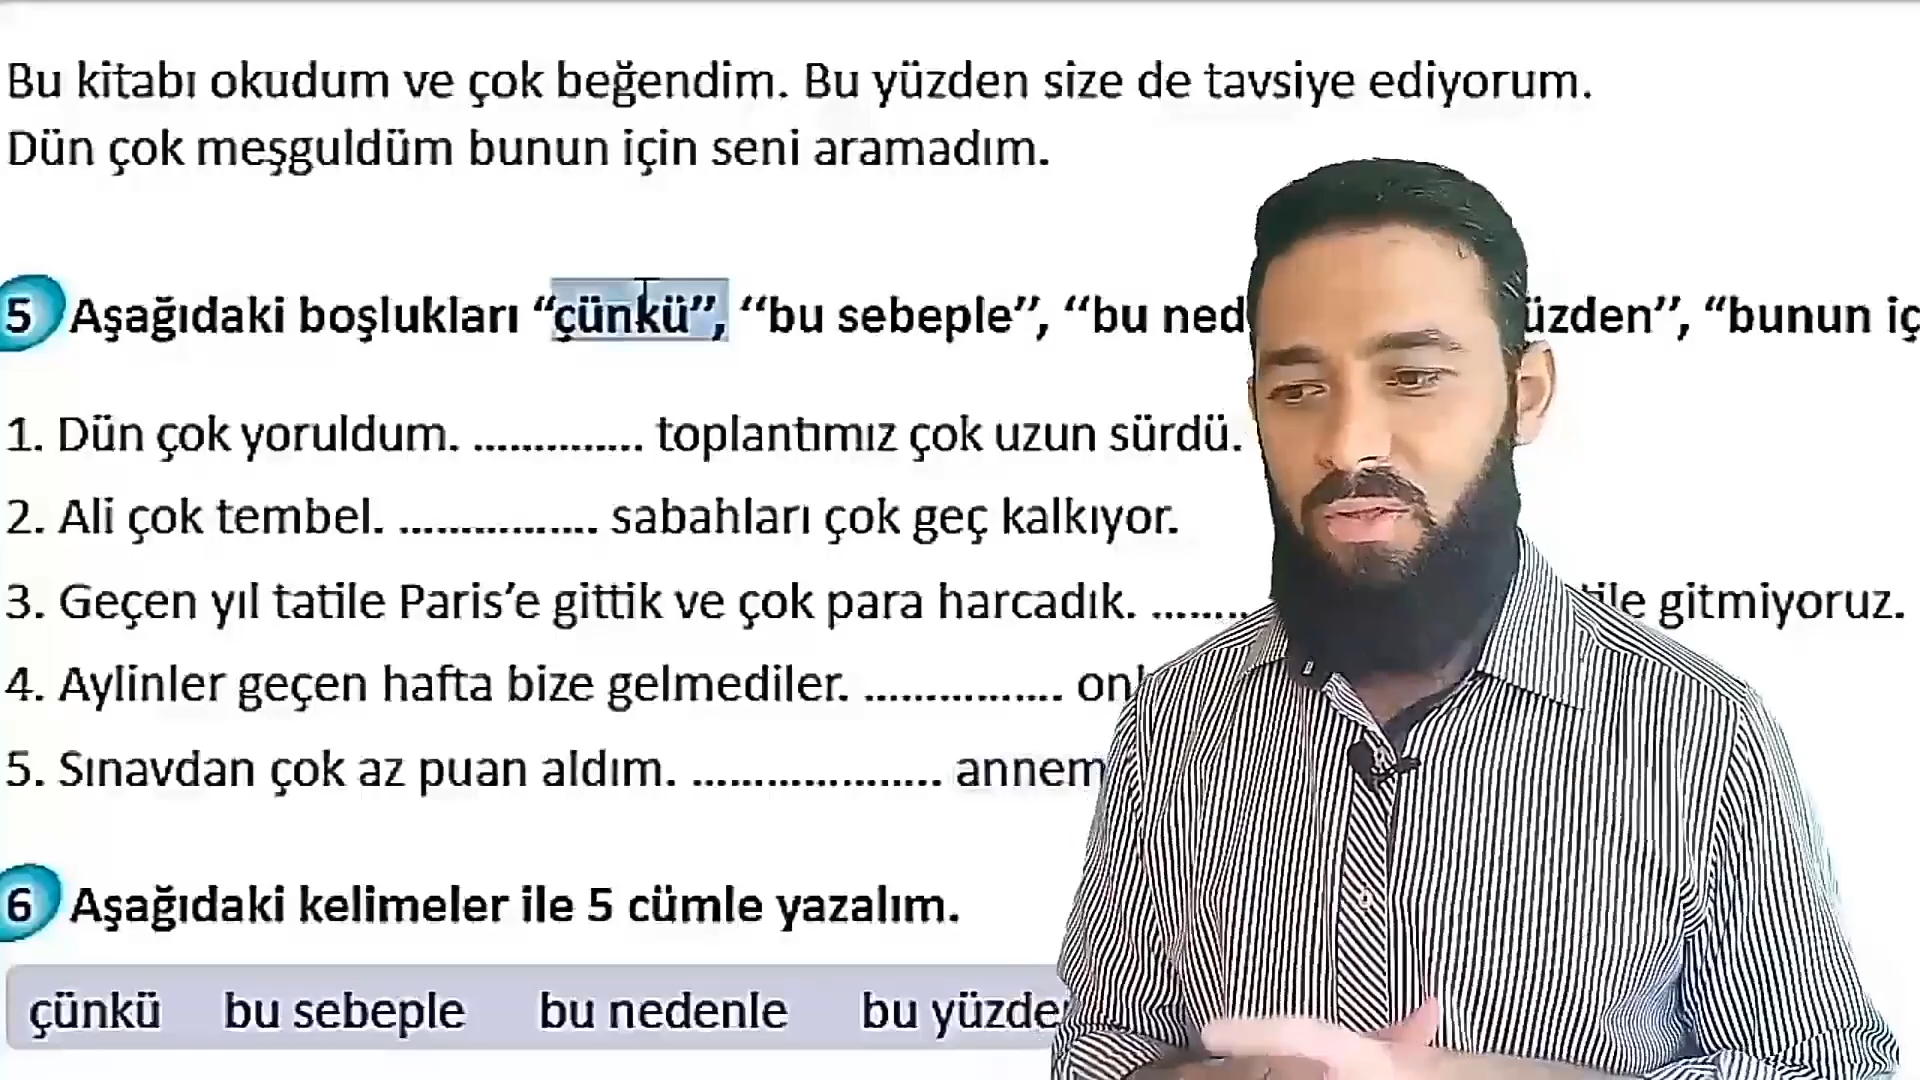 Bu kitabı okudum ve çok beğendim. Bu yüzden size de tavsiye ediyorum.
Dün çok meşguldüm bunun için seni aramadım.
5 Aşağıdaki boşlukları “çünkü”, “bu sebeple”, “bu “bunun
1. Dün çok yoruldum. .............. toplantımız çok uzun sürdü.
2. Ali çok tembel. ................ sabahları çok geç kalkıyor.
3. Geçen yıl tatile Paris’e gittik ve çok para harcadık. ........ gitmiyoruz.
4. Aylinler geçen hafta bize gelmediler. ................
5. Sınavdan çok az puan aldım. .................... annem
6 Aşağıdaki kelimeler ile 5 cümle yazalım.
çünkü bu sebeple bu nedenle bu